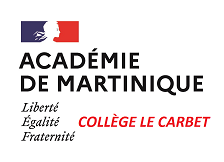 ACADÉMIE
DE MARTINIQUE
Liberté
Égalité
Fraternité
COLLÈGE LE CARBET